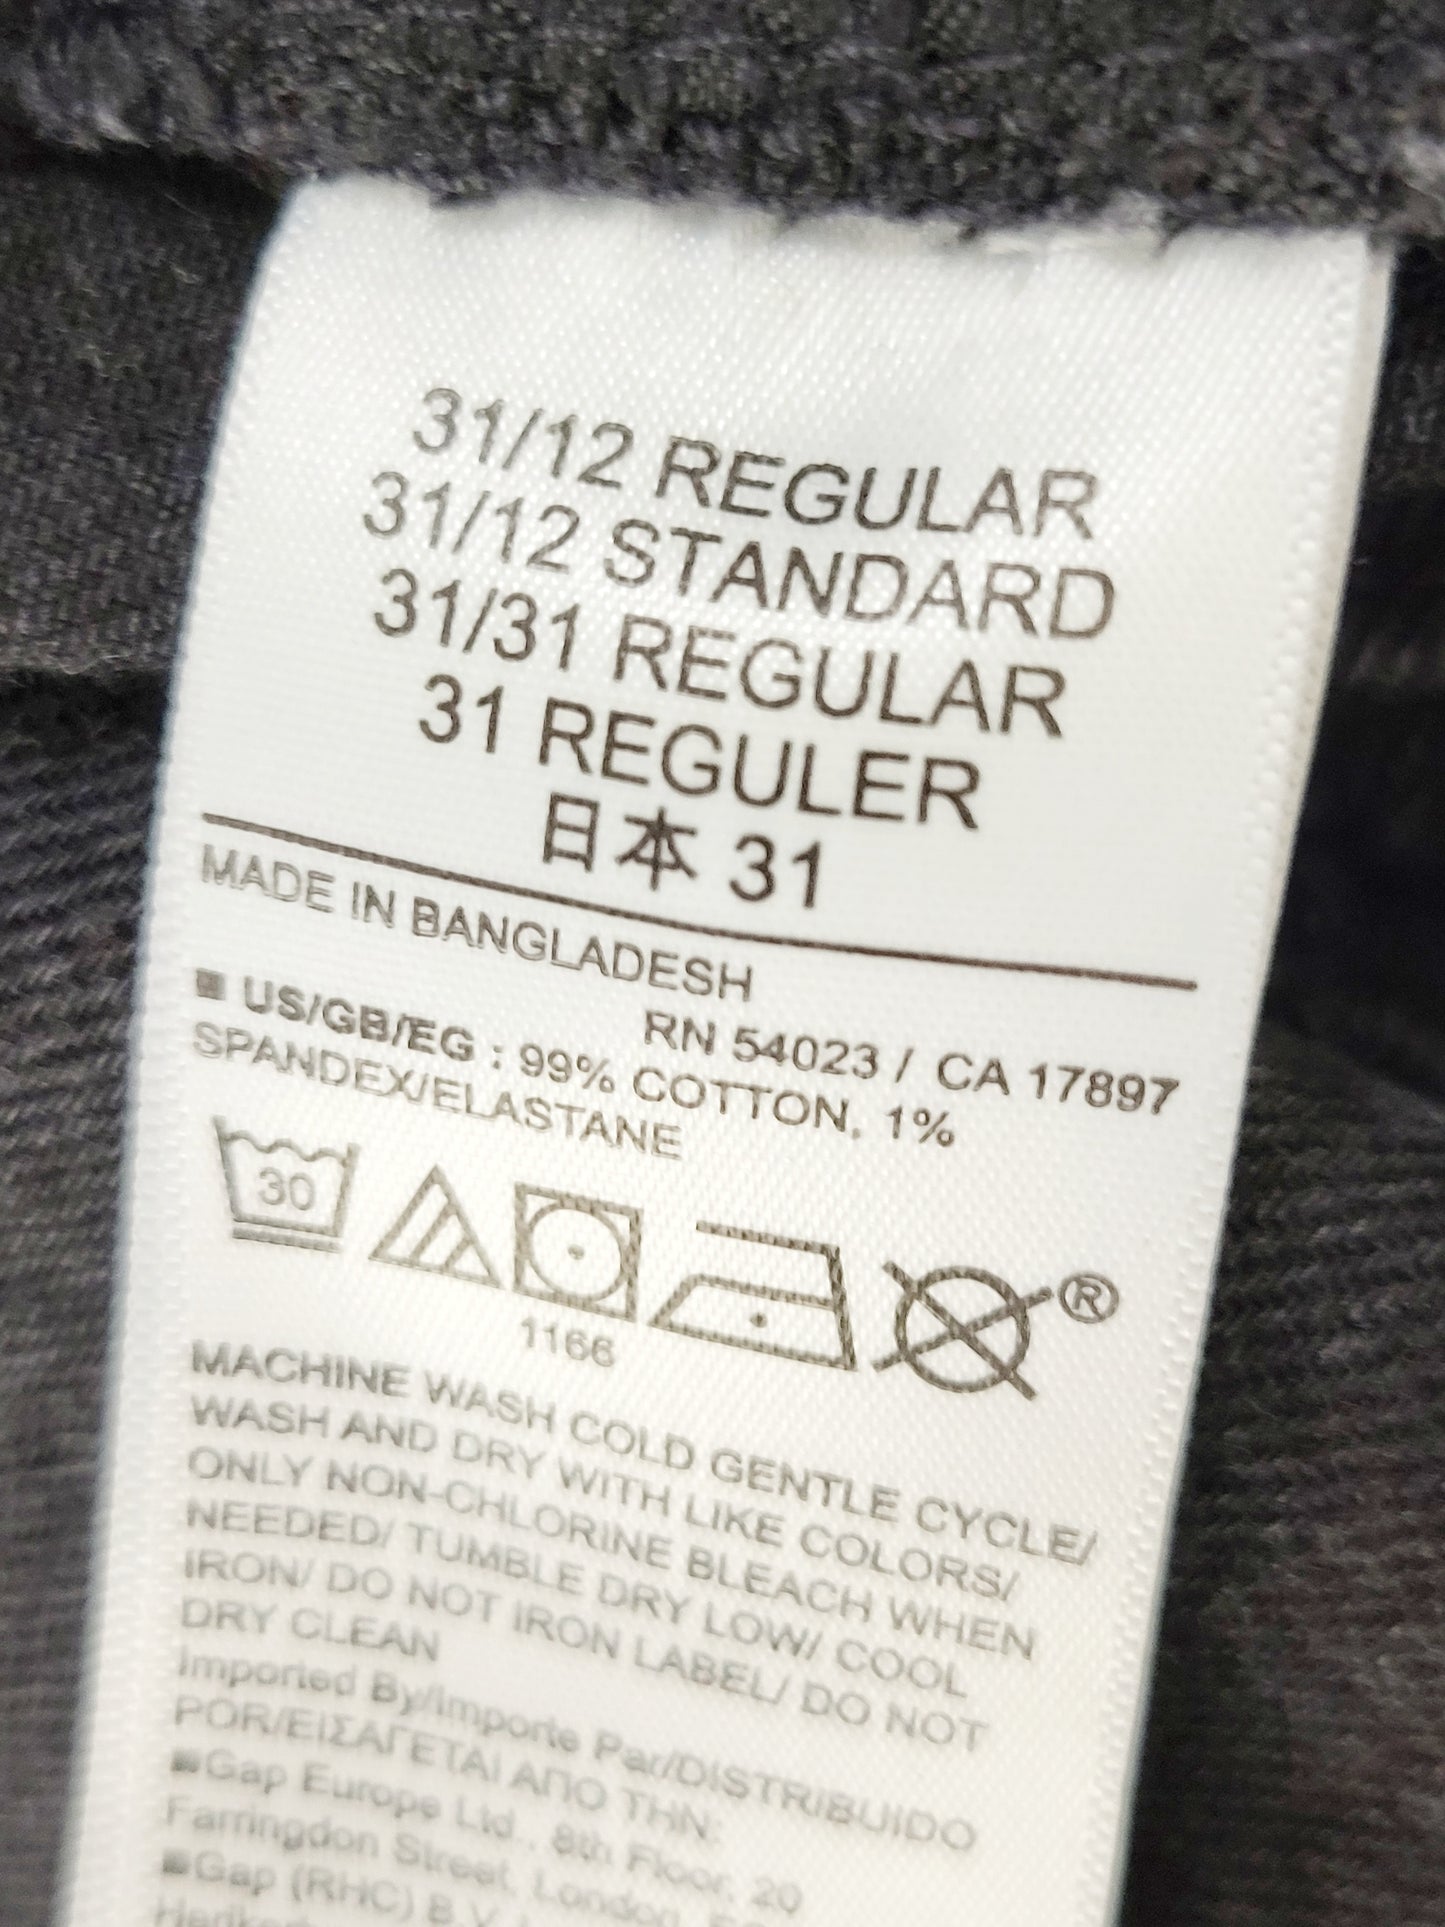 31/12 REGULAR
31/12 STANDARD
31/31 REGULAR
31 REGULER
日本 31
MADE IN BANGLADESH
RN 54023 / CA 17897
■ US/GB/EG : 99% COTTON, 1%
SPANDEX/ELASTANE
30
®
1166
MACHINE WASH COLD GENTLE CYCLE/
WASH AND DRY WITH LIKE COLORS/
ONLY NON-CHLORINE BLEACH WHEN
NEEDED/ TUMBLE DRY LOW/ COOL
IRON/ DO NOT IRON LABEL/ DO NOT
DRY CLEAN
Imported By/Importe Par/DISTRIBUIDO
POR/ΕΙΣΑΓΕΤΑΙ ΑΠΟ ΤΗΝ:
■Gap Europe Ltd., 8th Floor, 20
Farringdon Street, London,
■Gap (RHC) B.V.